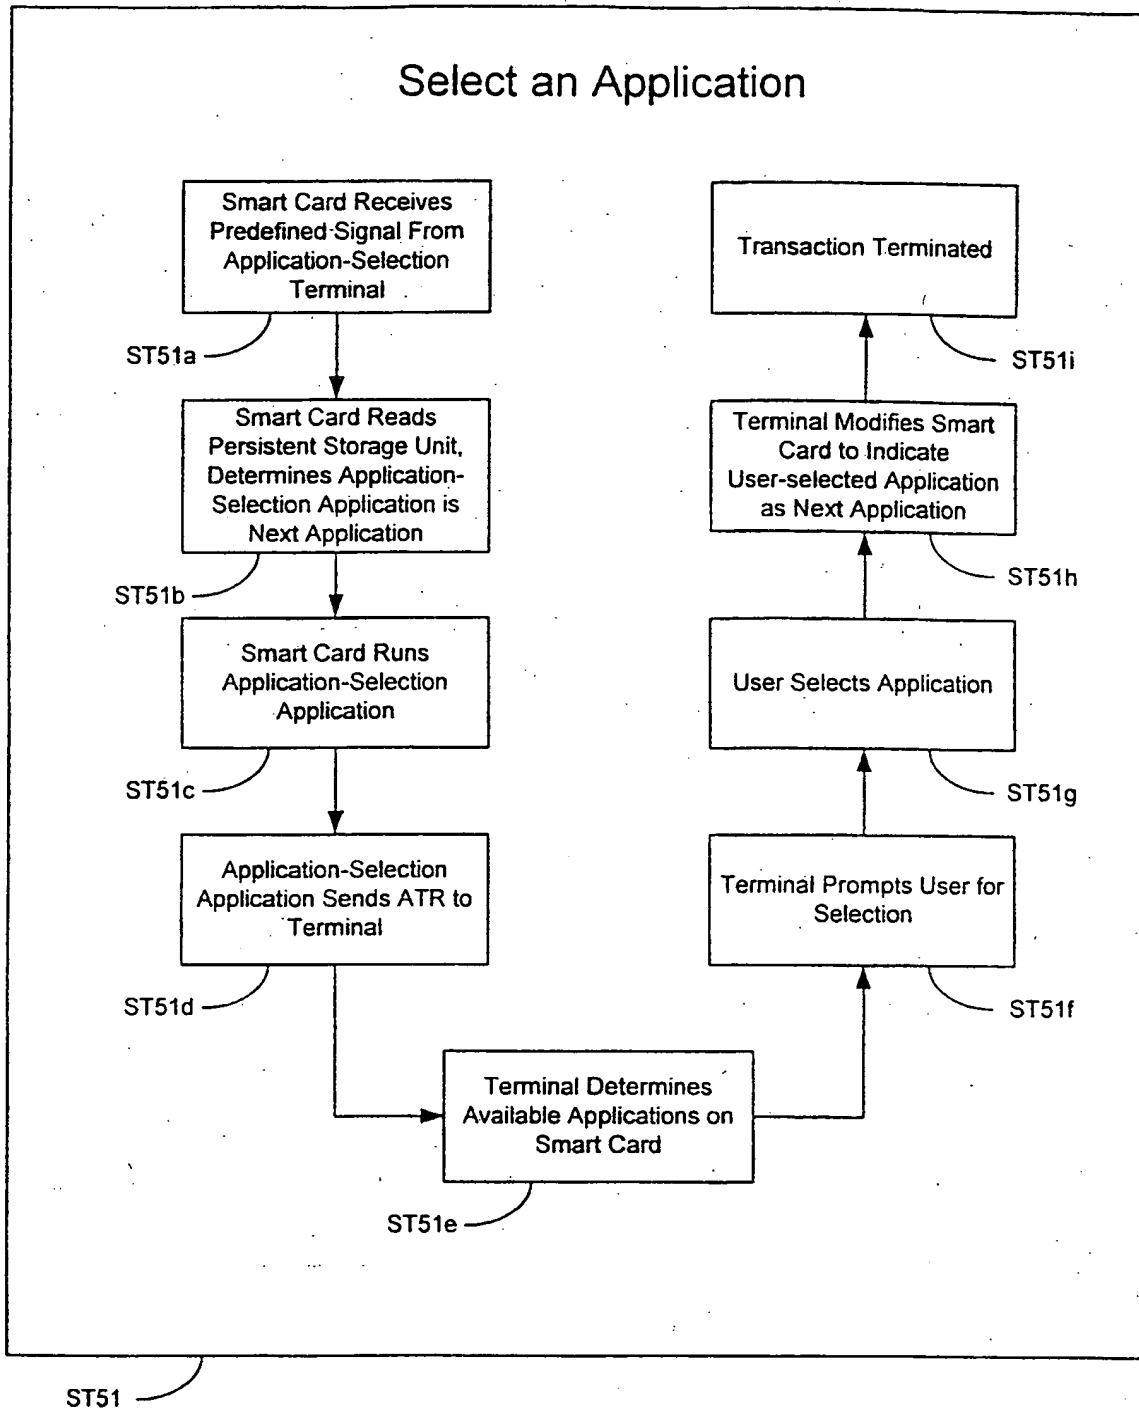 Select an Application
Smart Card Receives
Predefined Signal From
Application-Selection
Terminal
ST51a
Smart Card Reads
Persistent Storage Unit,
Determines Application-
Selection Application is
Next Application
ST51b
Smart Card Runs
Application-Selection
Application
ST51c
Application-Selection
Application Sends ATR to
Terminal
ST51d
Terminal Determines
Available Applications on
Smart Card
ST51e
Terminal Prompts User for
Selection
ST51f
User Selects Application
ST51g
Terminal Modifies Smart
Card to Indicate
User-selected Application
as Next Application
ST51h
Transaction Terminated
ST51i
ST51